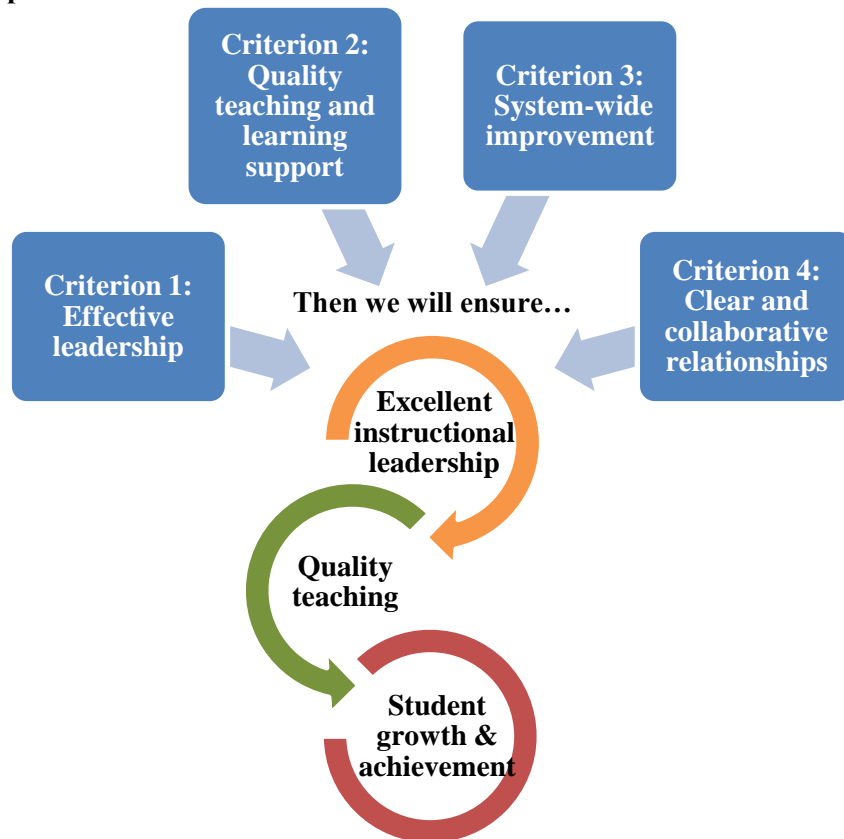 Criterion 2:
Quality
teaching and
learning
support
Criterion 3:
System-wide
improvement
Criterion 1:
Effective
leadership
Criterion 4:
Clear and
collaborative
relationships
Then we will ensure…
Excellent
instructional
leadership
Quality
teaching
Student
growth &
achievement